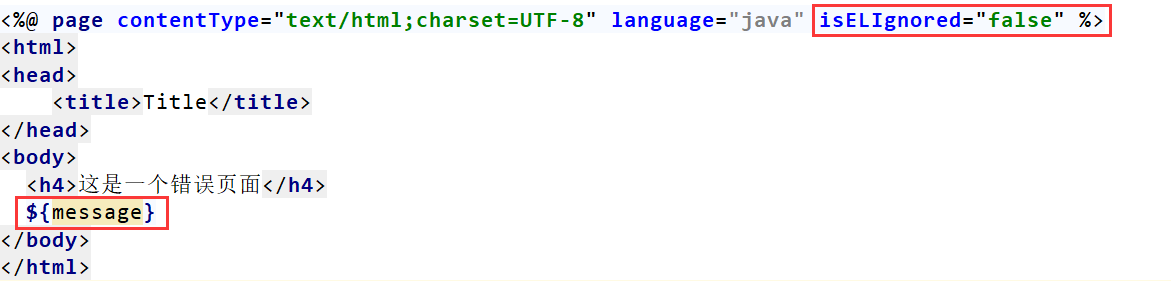 <%@ page contentType="text/html;charset=UTF-8" language="java" isELIgnored="false" %>
<html>
<head>
    <title>Title</title>
</head>
<body>
  <h4>这是一个错误页面</h4>
  ${message}
</body>
</html>